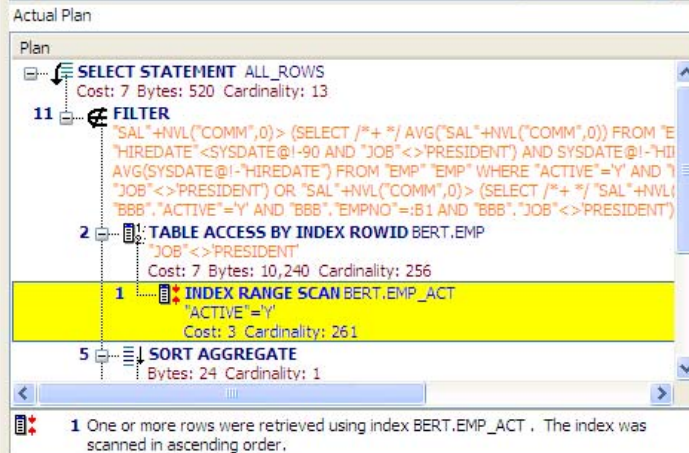 Actual Plan
Plan
SELECT STATEMENT ALL_ROWS
Cost: 7 Bytes: 520 Cardinality: 13
11 FILTER
"SAL"+NVL("COMM",0)> (SELECT /*+ */ AVG("SAL"+NVL("COMM",0)) FROM "E
"HIREDATE"<SYSDATE@!-90 AND "JOB"<>'PRESIDENT') AND SYSDATE@!-"HI
AVG(SYSDATE@!-"HIREDATE") FROM "EMP" "EMP" WHERE "ACTIVE"='Y' AND "
"JOB"<>'PRESIDENT') OR "SAL"+NVL("COMM",0)> (SELECT /*+ */ "SAL"+NVL(
"BBB"."ACTIVE"='Y' AND "BBB"."EMPNO"=:B1 AND "BBB"."JOB"<>'PRESIDENT')
2 TABLE ACCESS BY INDEX ROWID BERT.EMP
"JOB"<>'PRESIDENT'
Cost: 7 Bytes: 10,240 Cardinality: 256
1 INDEX RANGE SCAN BERT.EMP_ACT
"ACTIVE"='Y'
Cost: 3 Cardinality: 261
5 SORT AGGREGATE
Bytes: 24 Cardinality: 1
1 One or more rows were retrieved using index BERT.EMP_ACT . The index was
scanned in ascending order.